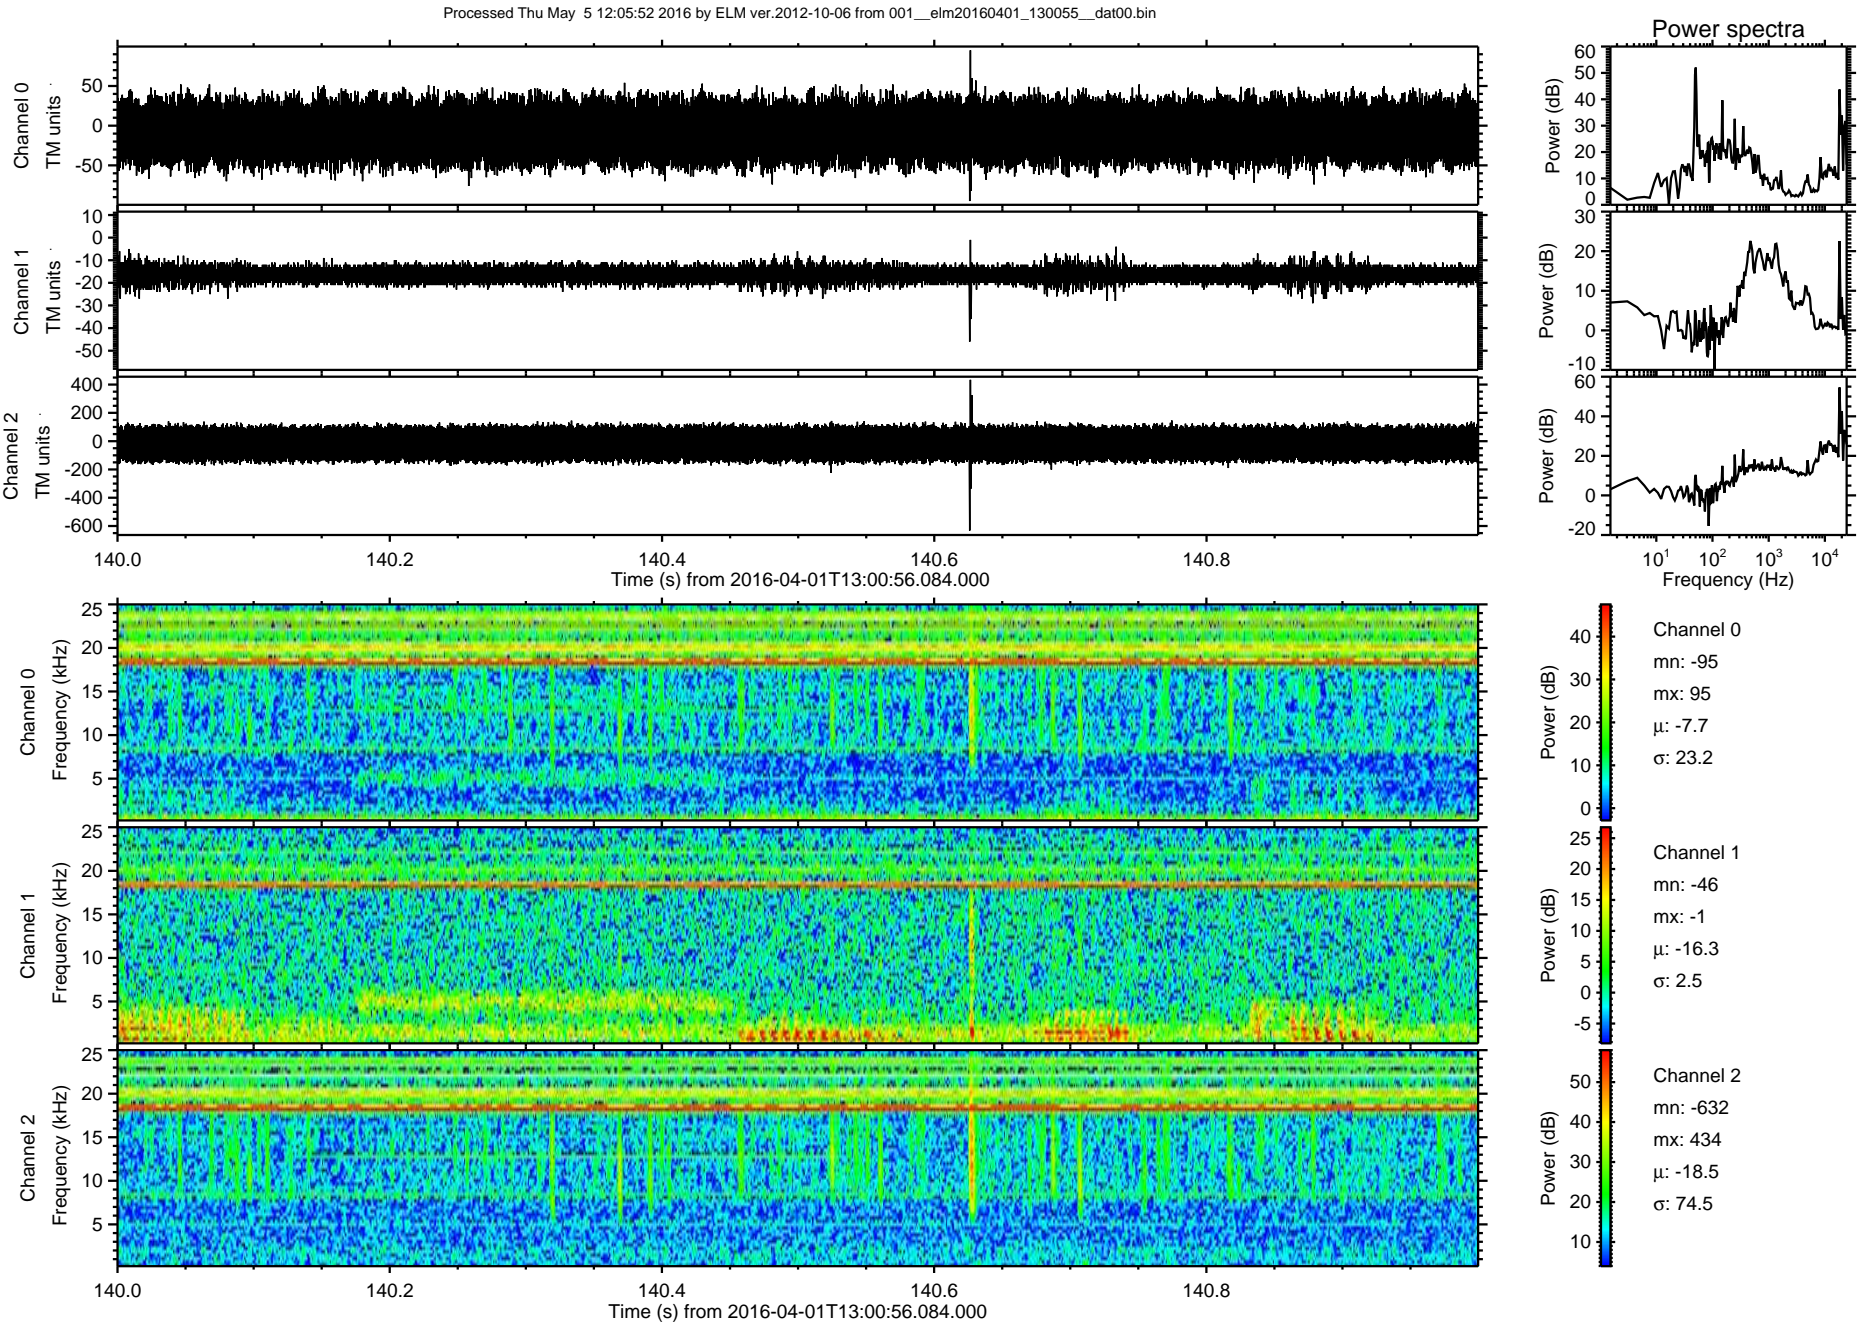 Processed Thu May  5 12:05:52 2016 by ELM ver.2012-10-06 from 001__elm20160401_130055__dat00.bin
Power spectra
Channel 0
TM units
50
0
-50
Power (dB)
60
50
40
30
20
10
0
Channel 1
TM units
10
0
-10
-20
-30
-40
-50
Power (dB)
30
20
10
0
-10
Channel 2
TM units
400
200
0
-200
-400
-600
Power (dB)
60
40
20
0
-20
140.0 140.2 140.4 140.6 140.8
Time (s) from 2016-04-01T13:00:56.084.000
10¹ 10² 10³ 10⁴
Frequency (Hz)
Channel 0
Frequency (kHz)
25
20
15
10
5
Power (dB)
40
30
20
10
0
Channel 0
mn: -95
mx: 95
μ: -7.7
σ: 23.2
Channel 1
Frequency (kHz)
25
20
15
10
5
Power (dB)
25
20
15
10
5
0
-5
Channel 1
mn: -46
mx: -1
μ: -16.3
σ: 2.5
Channel 2
Frequency (kHz)
25
20
15
10
5
Power (dB)
50
40
30
20
10
Channel 2
mn: -632
mx: 434
μ: -18.5
σ: 74.5
140.0 140.2 140.4 140.6 140.8
Time (s) from 2016-04-01T13:00:56.084.000